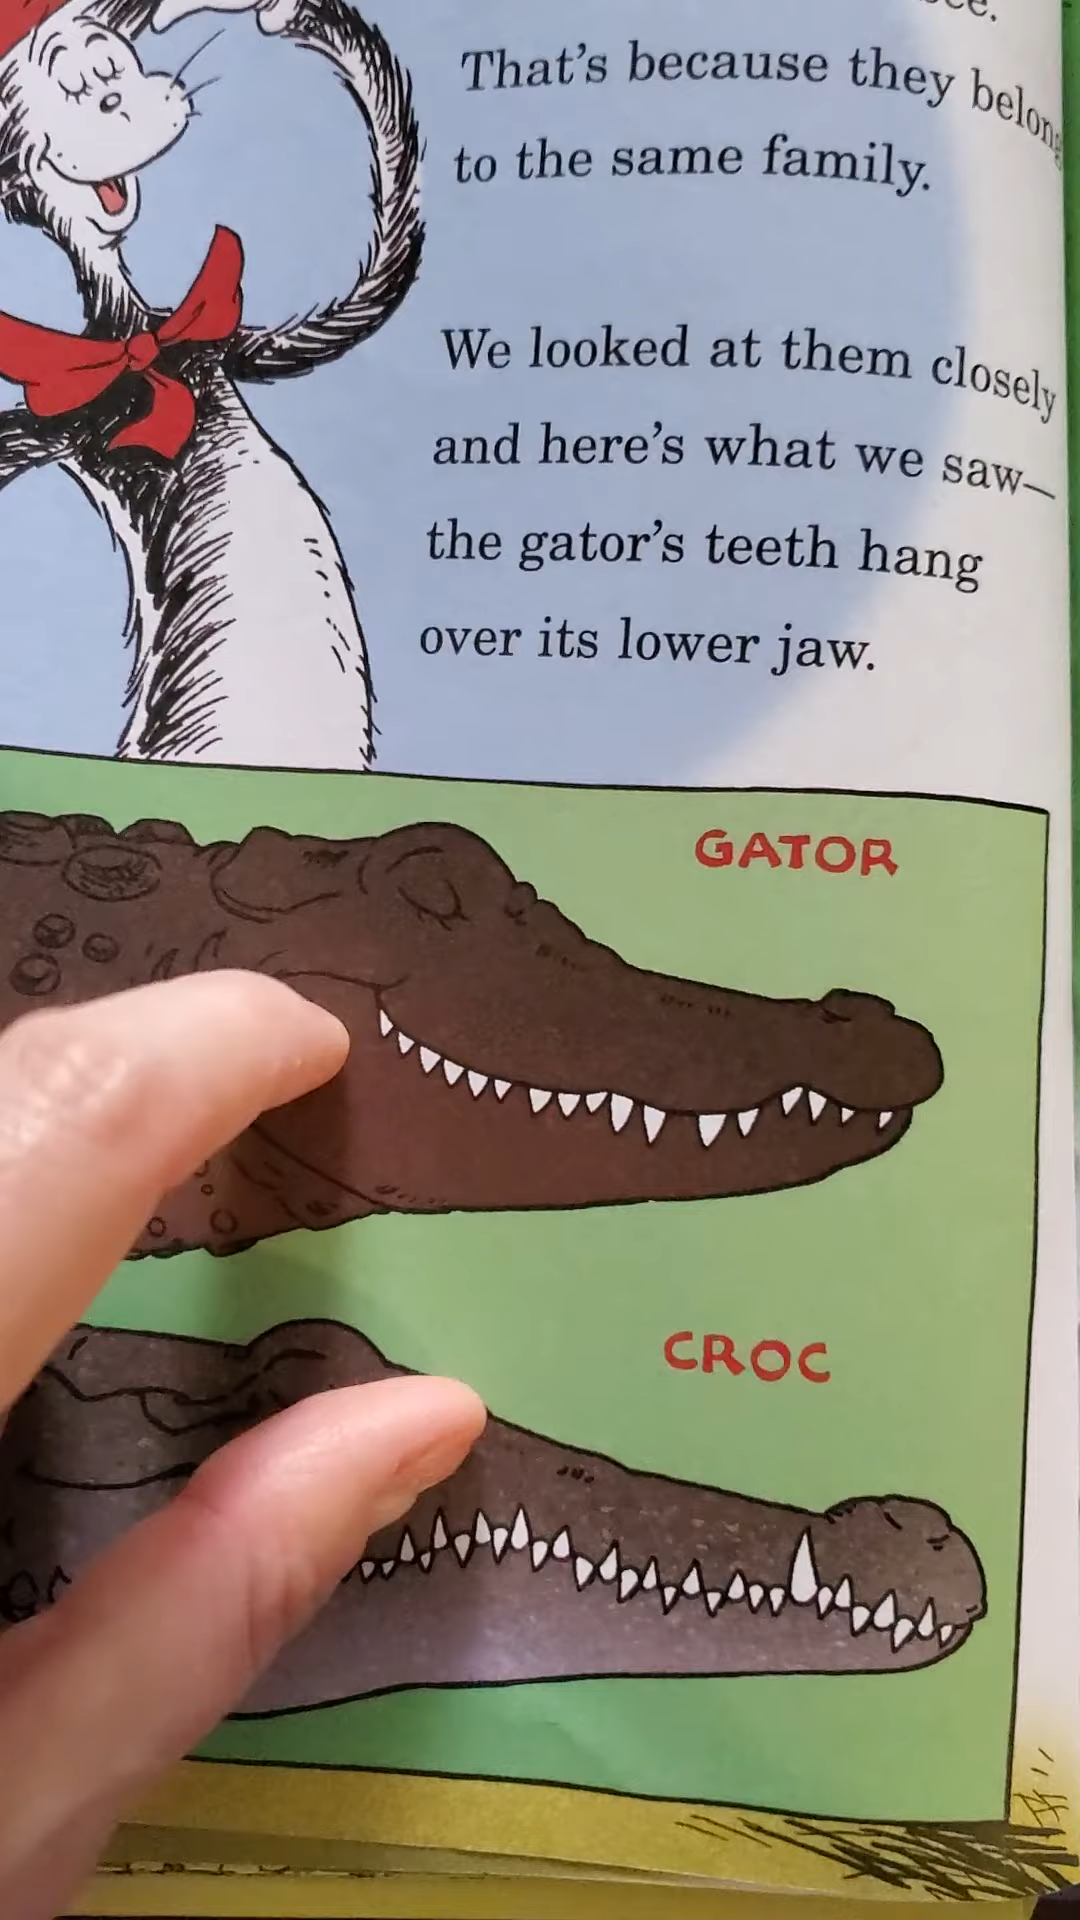 That's because they belong
to the same family.
We looked at them closely
and here's what we saw—
the gator's teeth hang
over its lower jaw.
GATOR
CROC